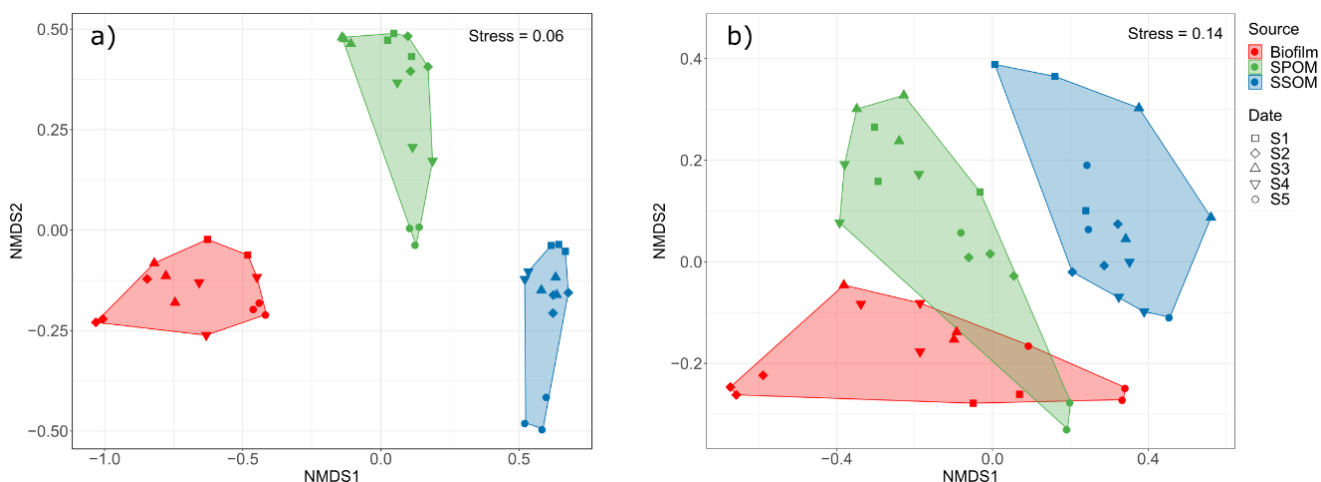 a)
Stress = 0.06
0.50
0.25
0.00
−0.25
−0.50
NMDS2
−1.0
−0.5
0.0
0.5
NMDS1
b)
Stress = 0.14
0.4
0.2
0.0
−0.2
NMDS2
−0.4
0.0
0.4
NMDS1
Source
Biofilm
SPOM
SSOM
Date
S1
S2
S3
S4
S5